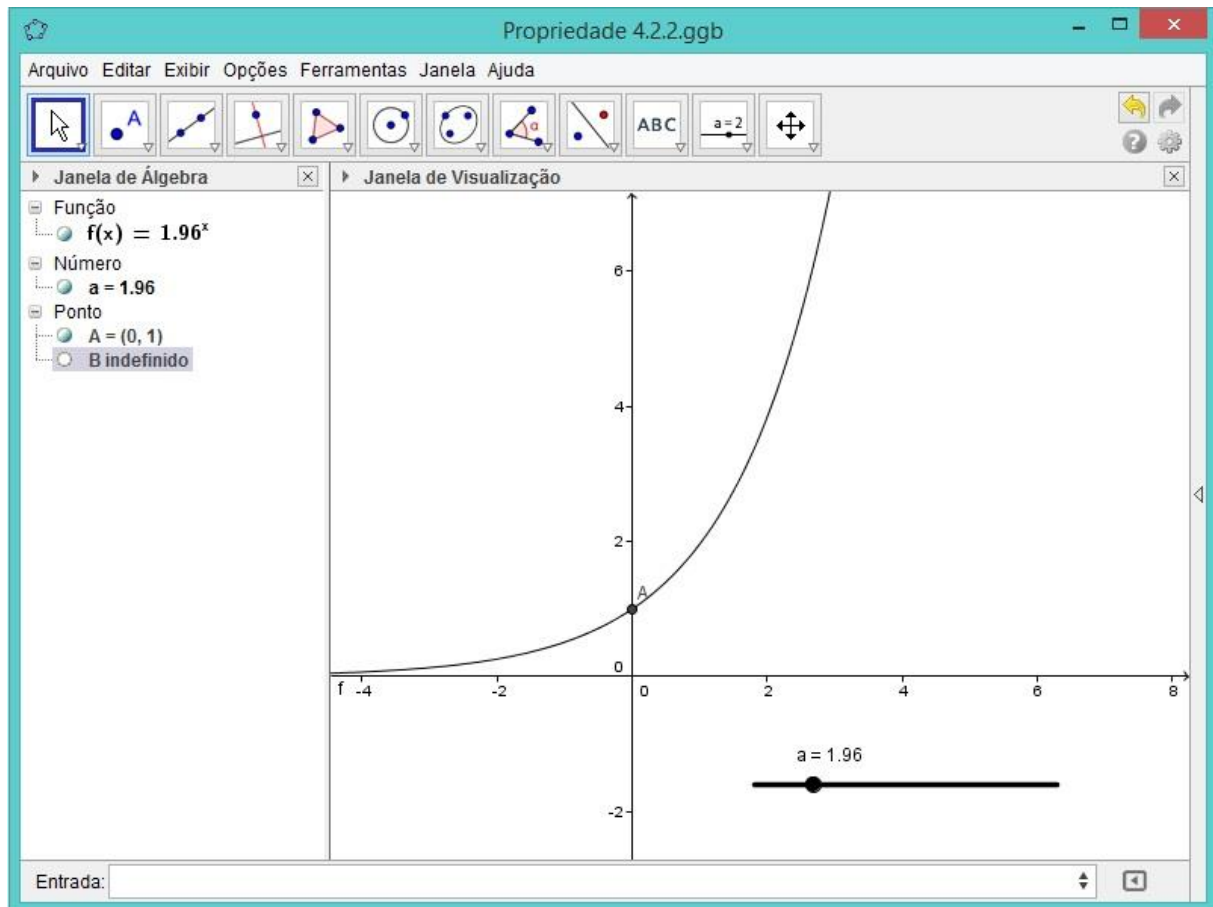 Propriedade 4.2.2.ggb
Arquivo Editar Exibir Opções Ferramentas Janela Ajuda
A
α
ABC
a = 2
Janela de Álgebra
Janela de Visualização
Função
f(x) = 1.96ˣ
Número
a = 1.96
Ponto
A = (0, 1)
B indefinido
6
4
2
A
0
f -4 -2 0 2 4 6 8
a = 1.96
-2
Entrada: